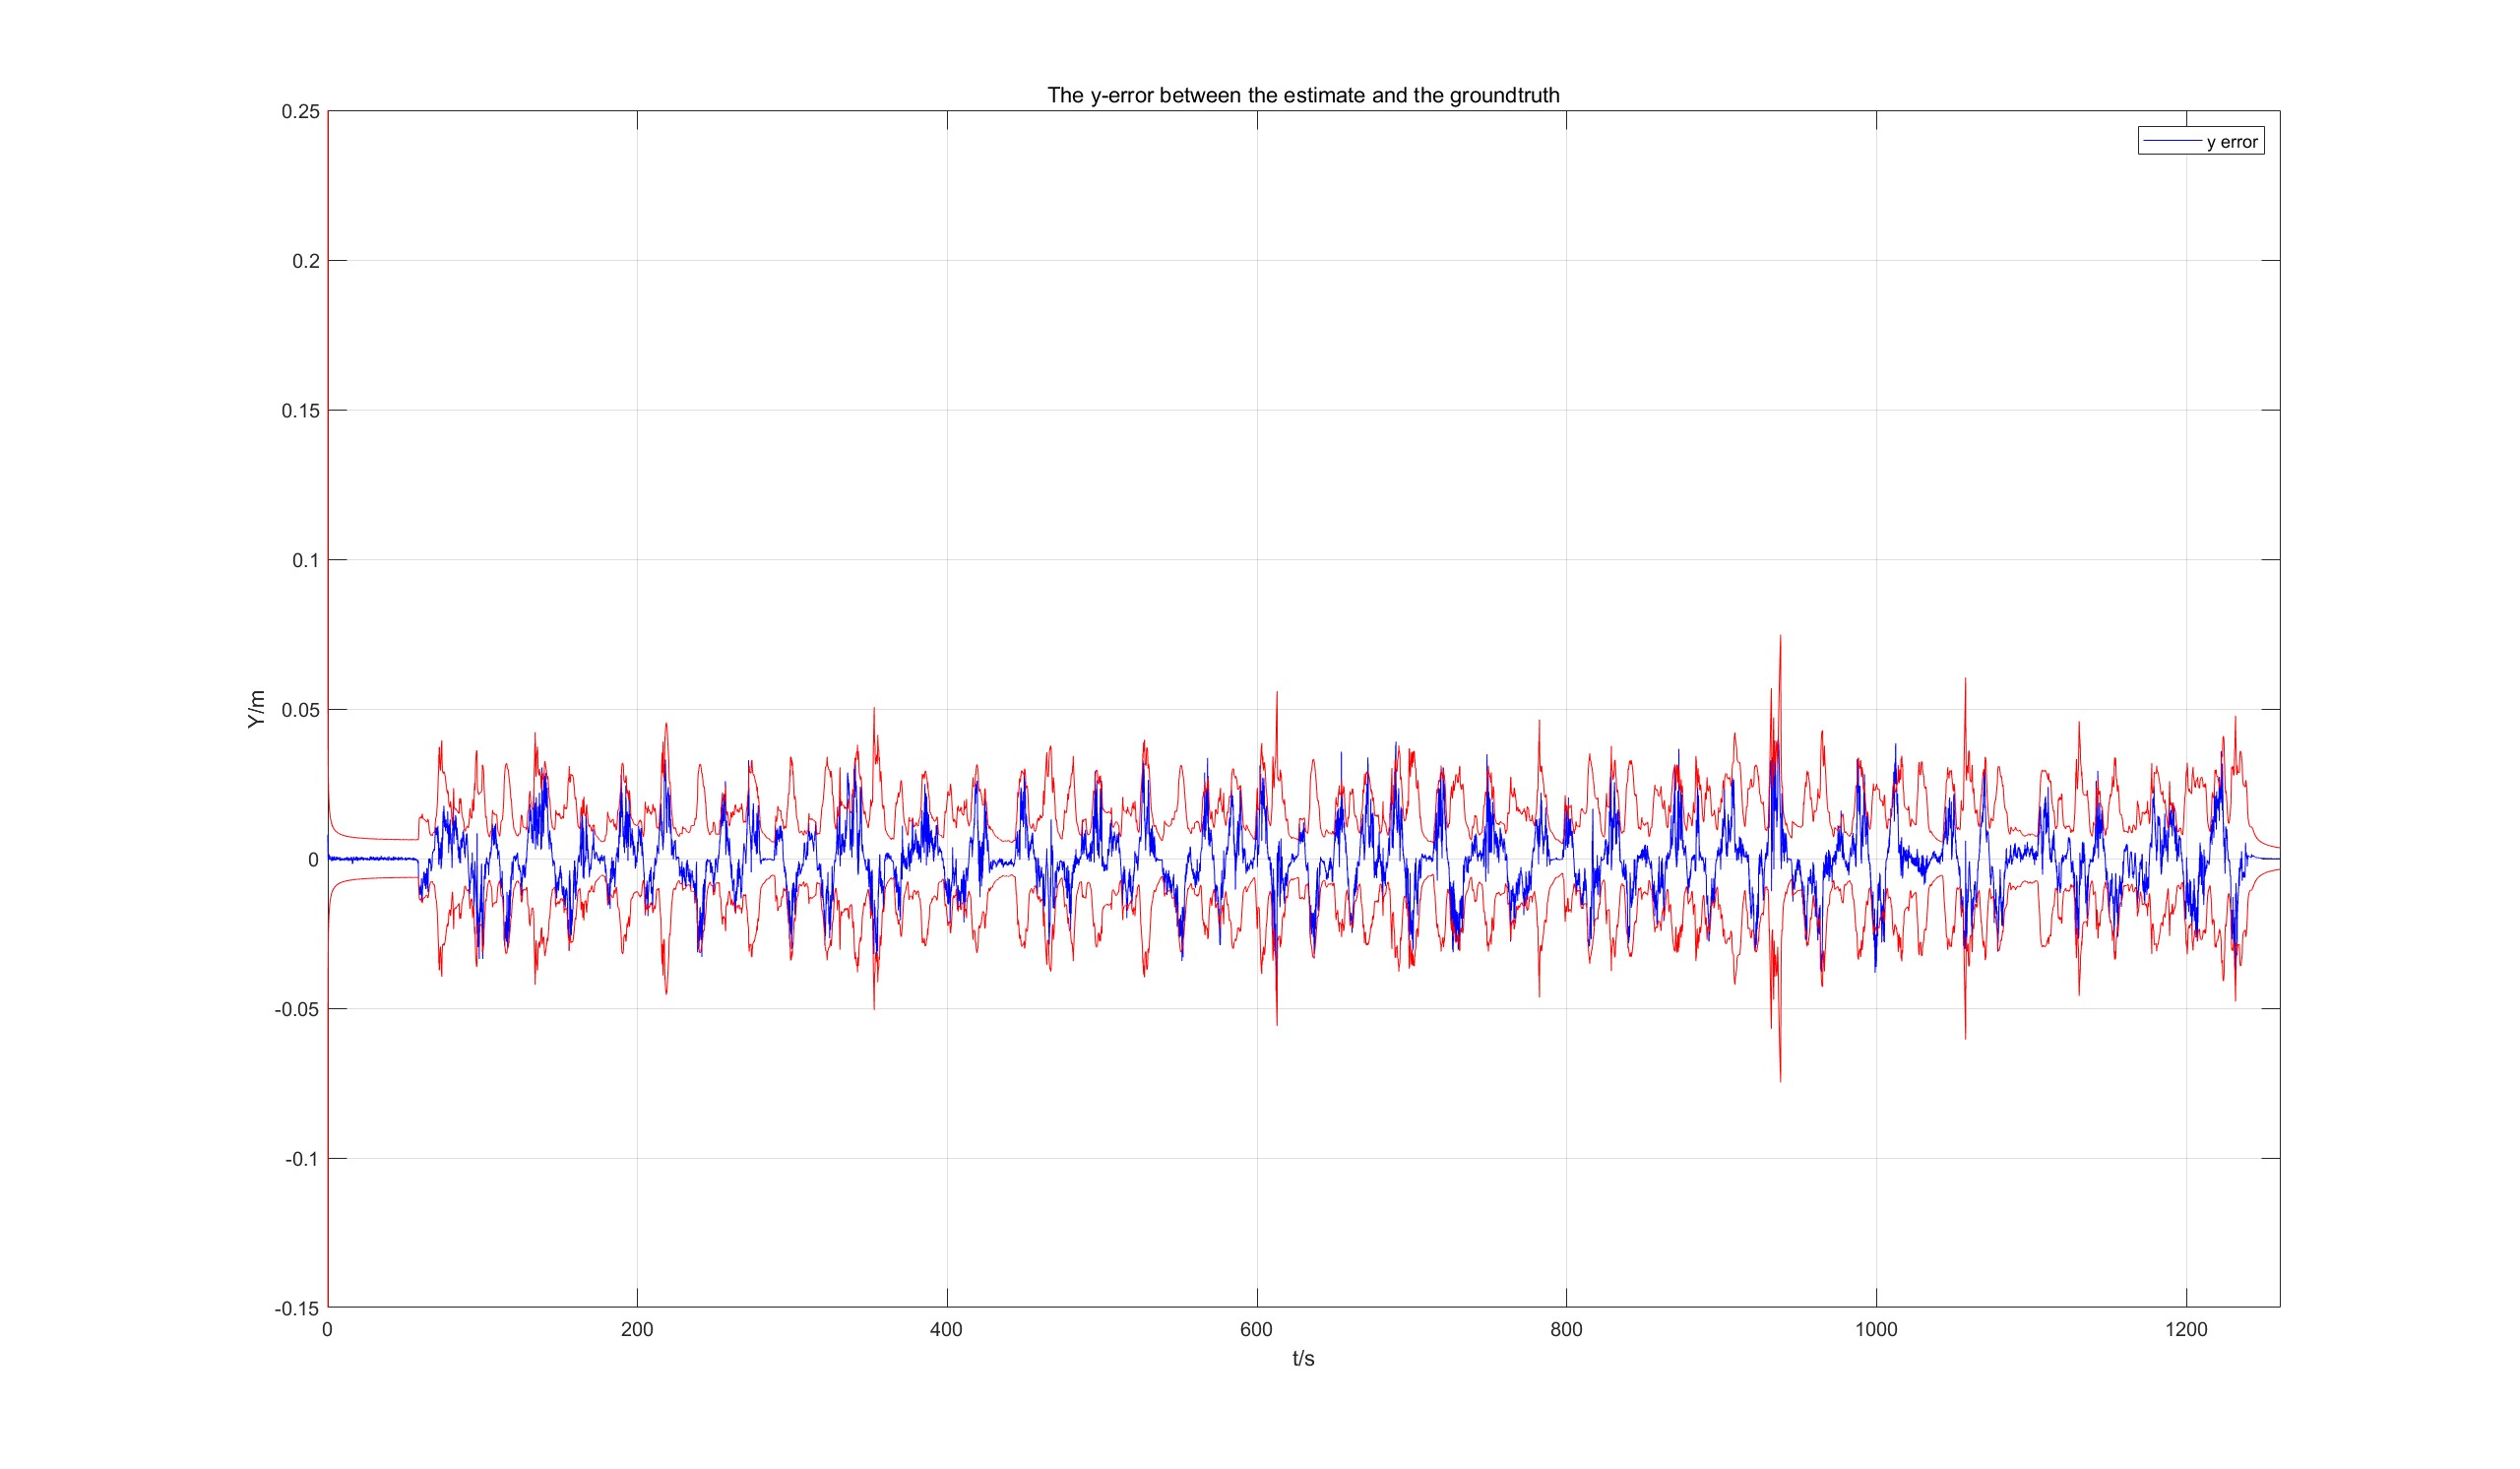 The y-error between the estimate and the groundtruth
y error
0.25
0.2
0.15
0.1
0.05
0
-0.05
-0.1
-0.15
Y/m
0 200 400 600 800 1000 1200
t/s